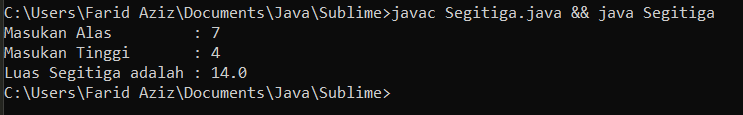 C:\Users\Farid Aziz\Documents\Java\Sublime>javac Segitiga.java && java Segitiga
Masukan Alas         : 7
Masukan Tinggi       : 4
Luas Segitiga adalah : 14.0
C:\Users\Farid Aziz\Documents\Java\Sublime>